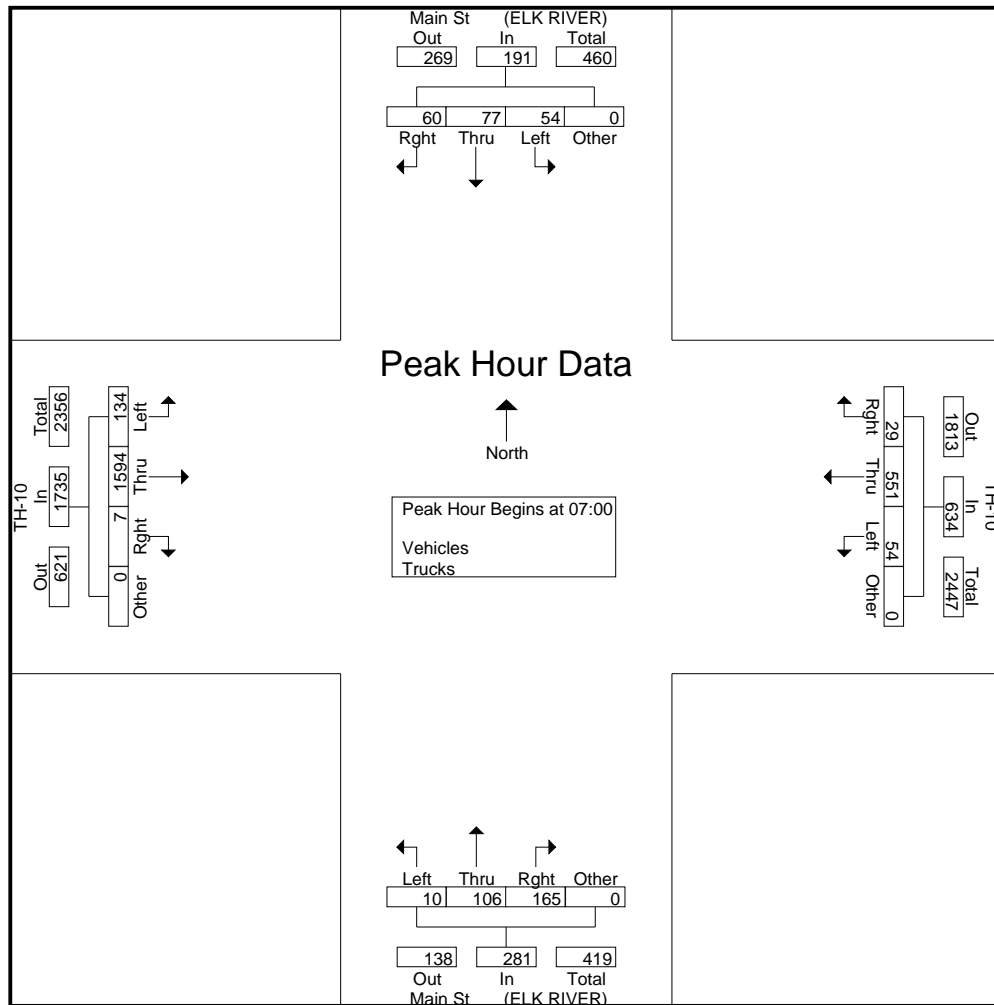 Main St (ELK RIVER)
Out In Total
269 191 460
60 77 54 0
Rght Thru Left Other
Peak Hour Data
North
Peak Hour Begins at 07:00
Vehicles
Trucks
TH-10
Out In Total
621 1735 2356
0 7 1594 134
Other Rght Thru Left
TH-10
Out In Total
1813 634 2447
29 551 54 0
Rght Thru Left Other
Left Thru Rght Other
10 106 165 0
138 281 419
Out In Total
Main St (ELK RIVER)